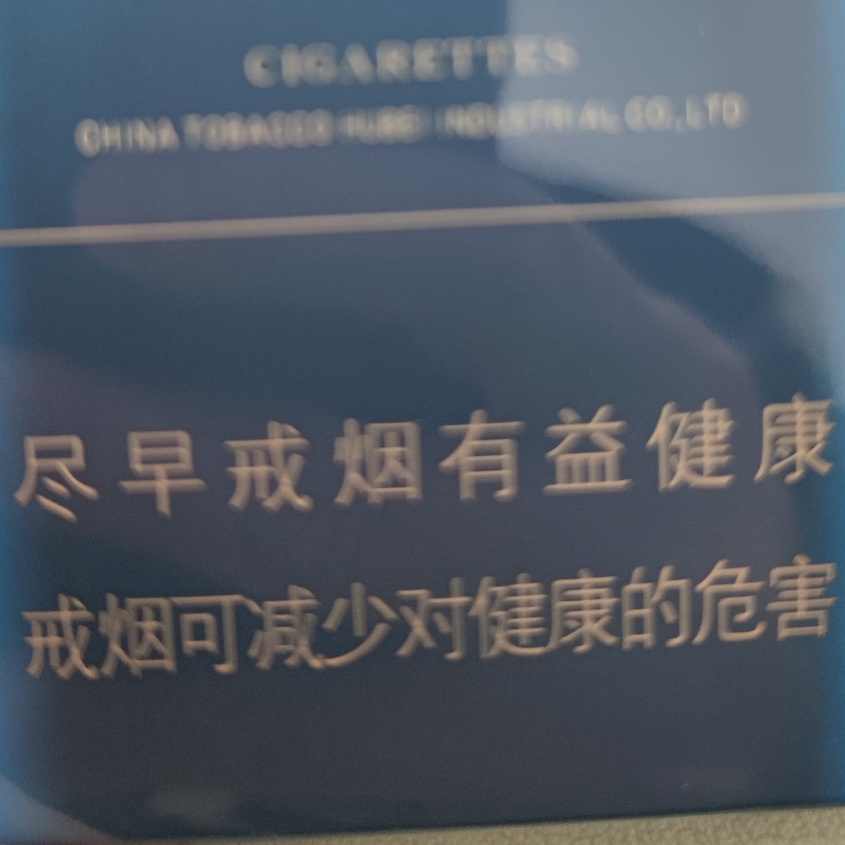 CIGARETTES
CHINA TOBACCO HUBEI INDUSTRIAL CO.,LTD
尽早戒烟有益健康
戒烟可减少对健康的危害